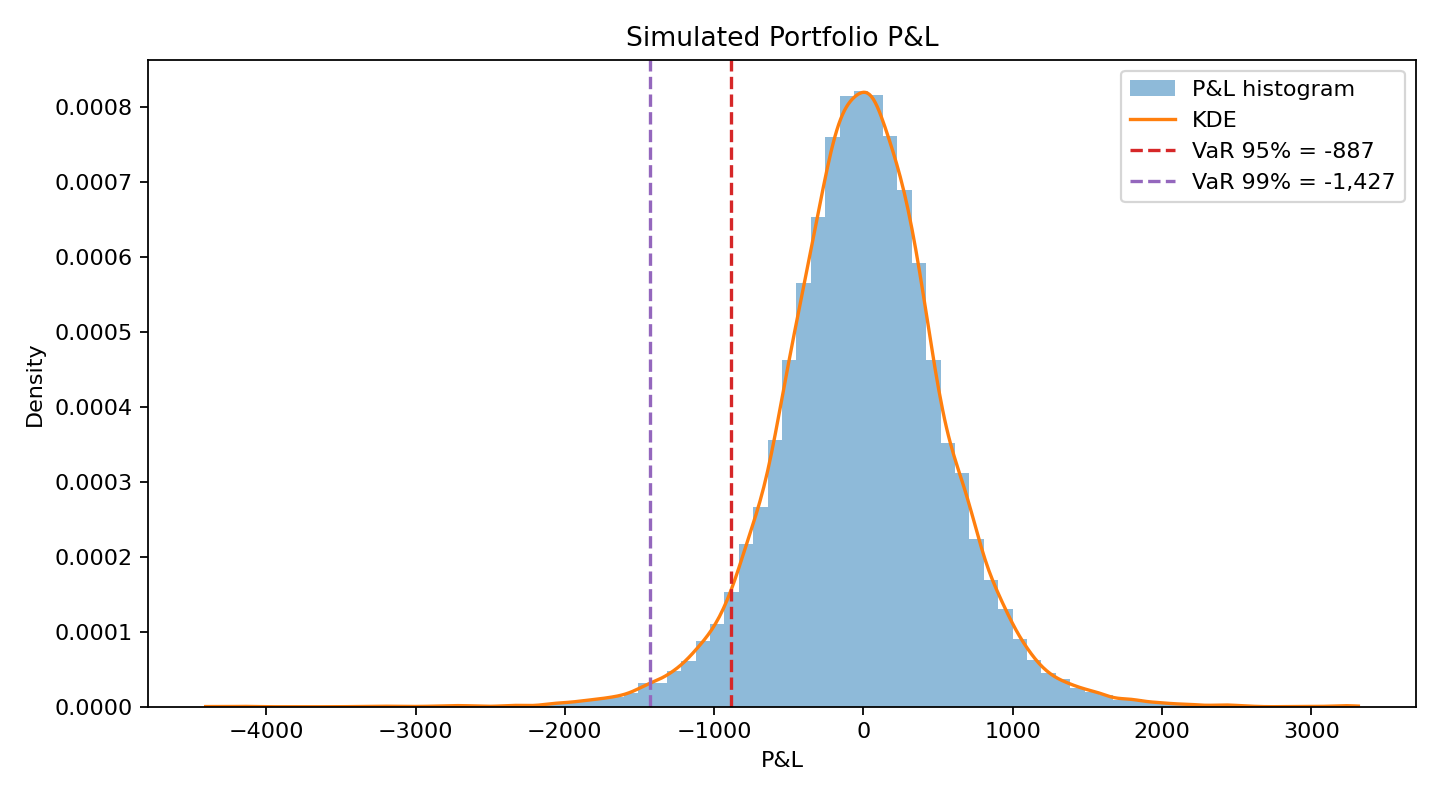 Simulated Portfolio P&L
P&L histogram
KDE
VaR 95% = -887
VaR 99% = -1,427
Density
0.0008
0.0007
0.0006
0.0005
0.0004
0.0003
0.0002
0.0001
0.0000
−4000 −3000 −2000 −1000 0 1000 2000 3000
P&L